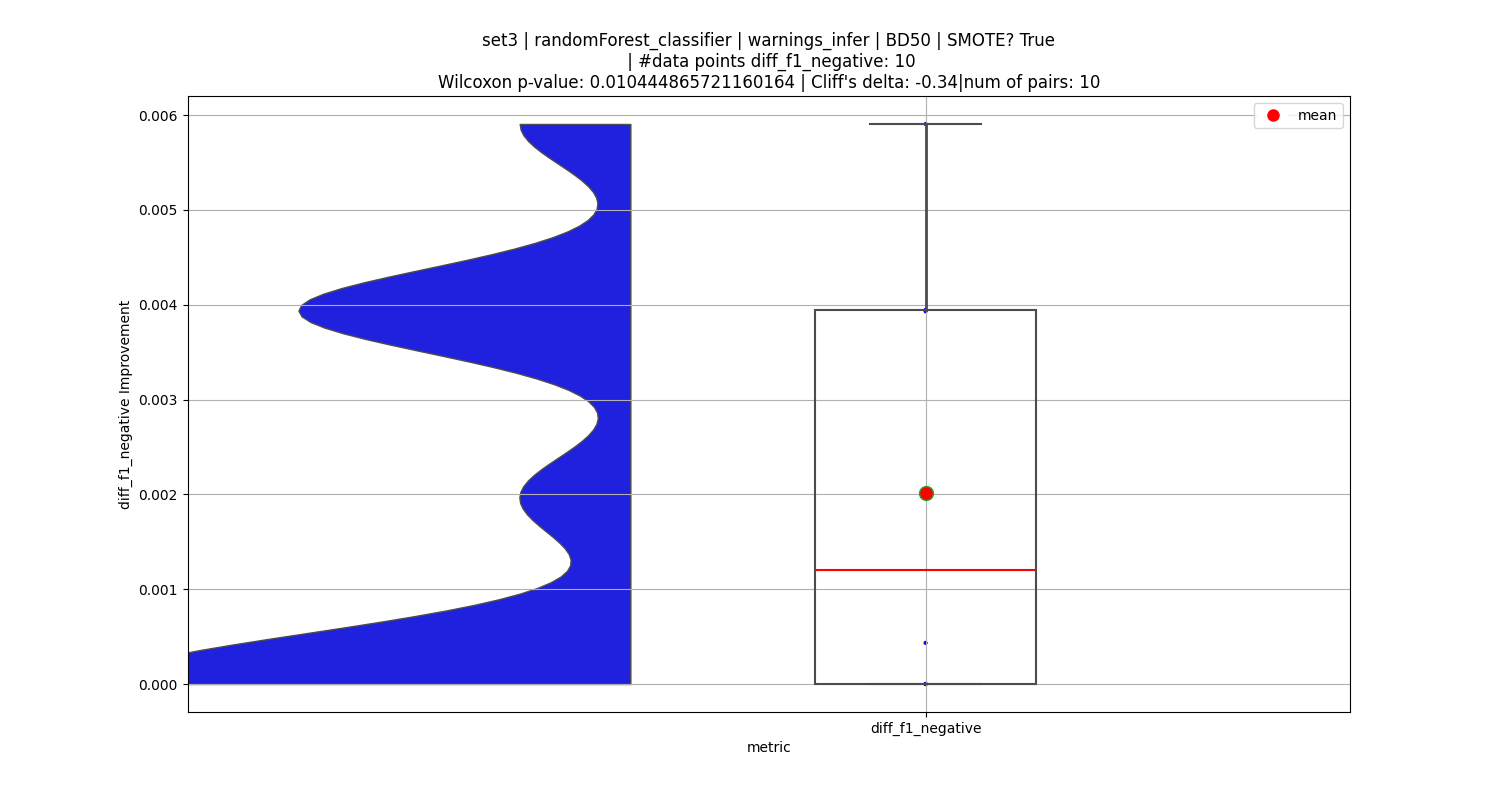 set3 | randomForest_classifier | warnings_infer | BD50 | SMOTE? True
| #data points diff_f1_negative: 10
Wilcoxon p-value: 0.010444865721160164 | Cliff's delta: -0.34|num of pairs: 10
mean
0.006
0.005
0.004
0.003
0.002
0.001
0.000
diff_f1_negative Improvement
diff_f1_negative
metric